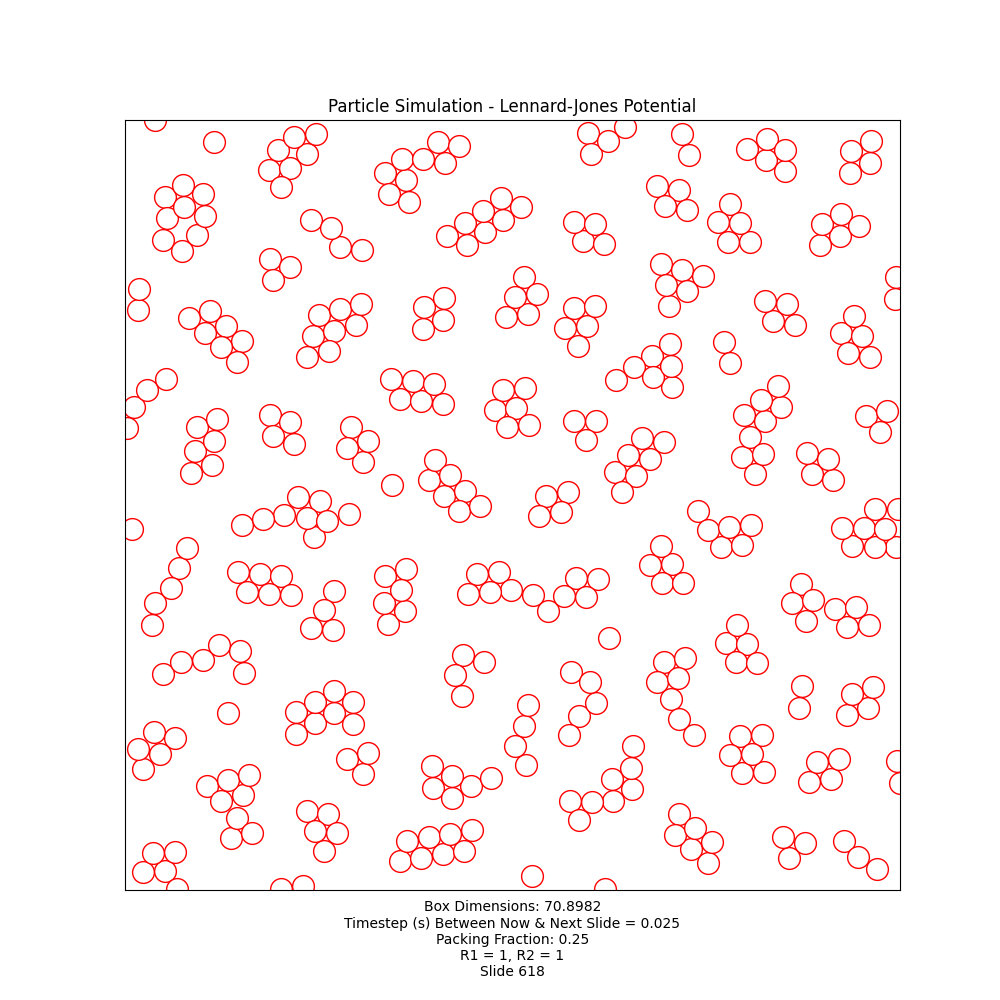 Particle Simulation - Lennard-Jones Potential
Box Dimensions: 70.8982
Timestep (s) Between Now & Next Slide = 0.025
Packing Fraction: 0.25
R1 = 1, R2 = 1
Slide 618